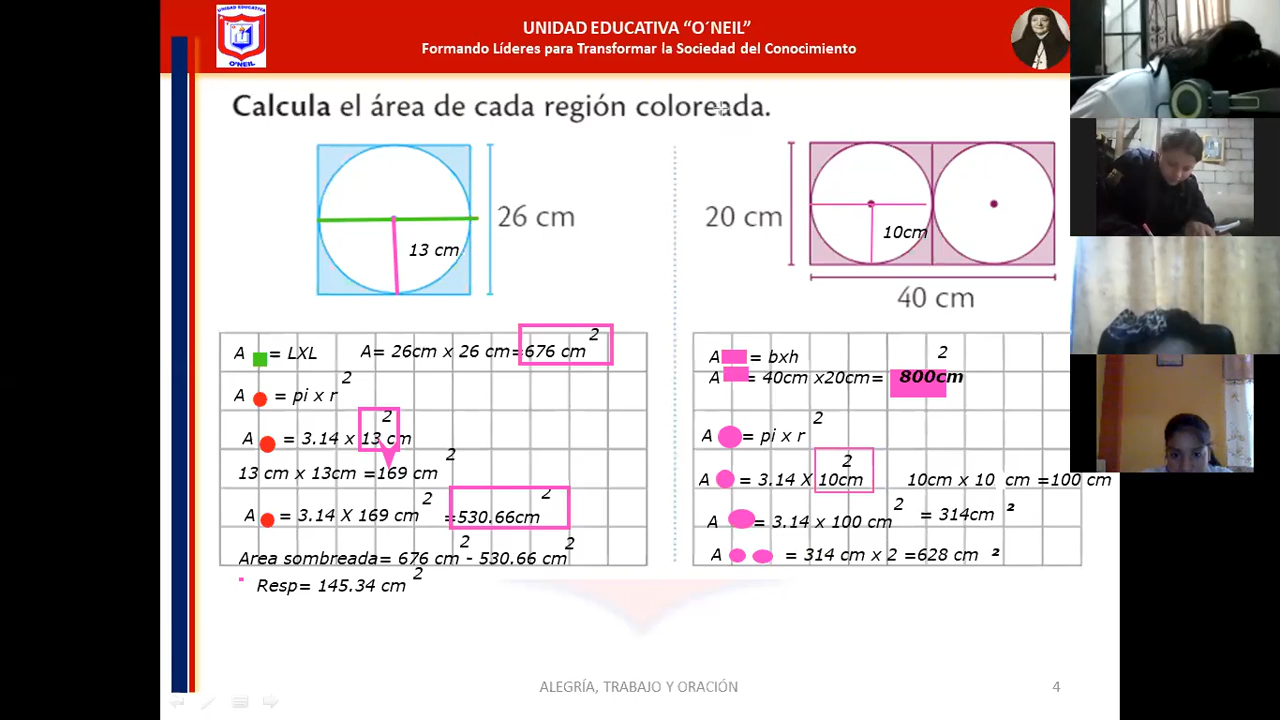 UNIDAD EDUCATIVA
O´NEIL
UNIDAD EDUCATIVA “O´NEIL”
Formando Líderes para Transformar la Sociedad del Conocimiento
Calcula el área de cada región coloreada.
26 cm
13 cm
20 cm
10cm
40 cm
A = LXL A= 26cm x 26 cm=676 cm 2
A = pi x r 2
A = 3.14 x 13 cm 2
13 cm x 13cm =169 cm 2
A = 3.14 X 169 cm 2 =530.66cm 2
Area sombreada= 676 cm 2 - 530.66 cm 2
Resp= 145.34 cm 2
A = bxh
A = 40cm x20cm= 800cm 2
A = pi x r 2
A = 3.14 X 10cm 2 10cm x 10 cm =100 cm
A = 3.14 x 100 cm 2 = 314cm ²
A = 314 cm x 2 =628 cm ²
ALEGRÍA, TRABAJO Y ORACIÓN
4